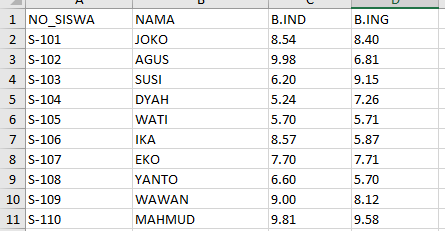 A B C D
1 NO_SISWA NAMA B.IND B.ING
2 S-101 JOKO 8.54 8.40
3 S-102 AGUS 9.98 6.81
4 S-103 SUSI 6.20 9.15
5 S-104 DYAH 5.24 7.26
6 S-105 WATI 5.70 5.71
7 S-106 IKA 8.57 5.87
8 S-107 EKO 7.70 7.71
9 S-108 YANTO 6.60 5.70
10 S-109 WAWAN 9.00 8.12
11 S-110 MAHMUD 9.81 9.58